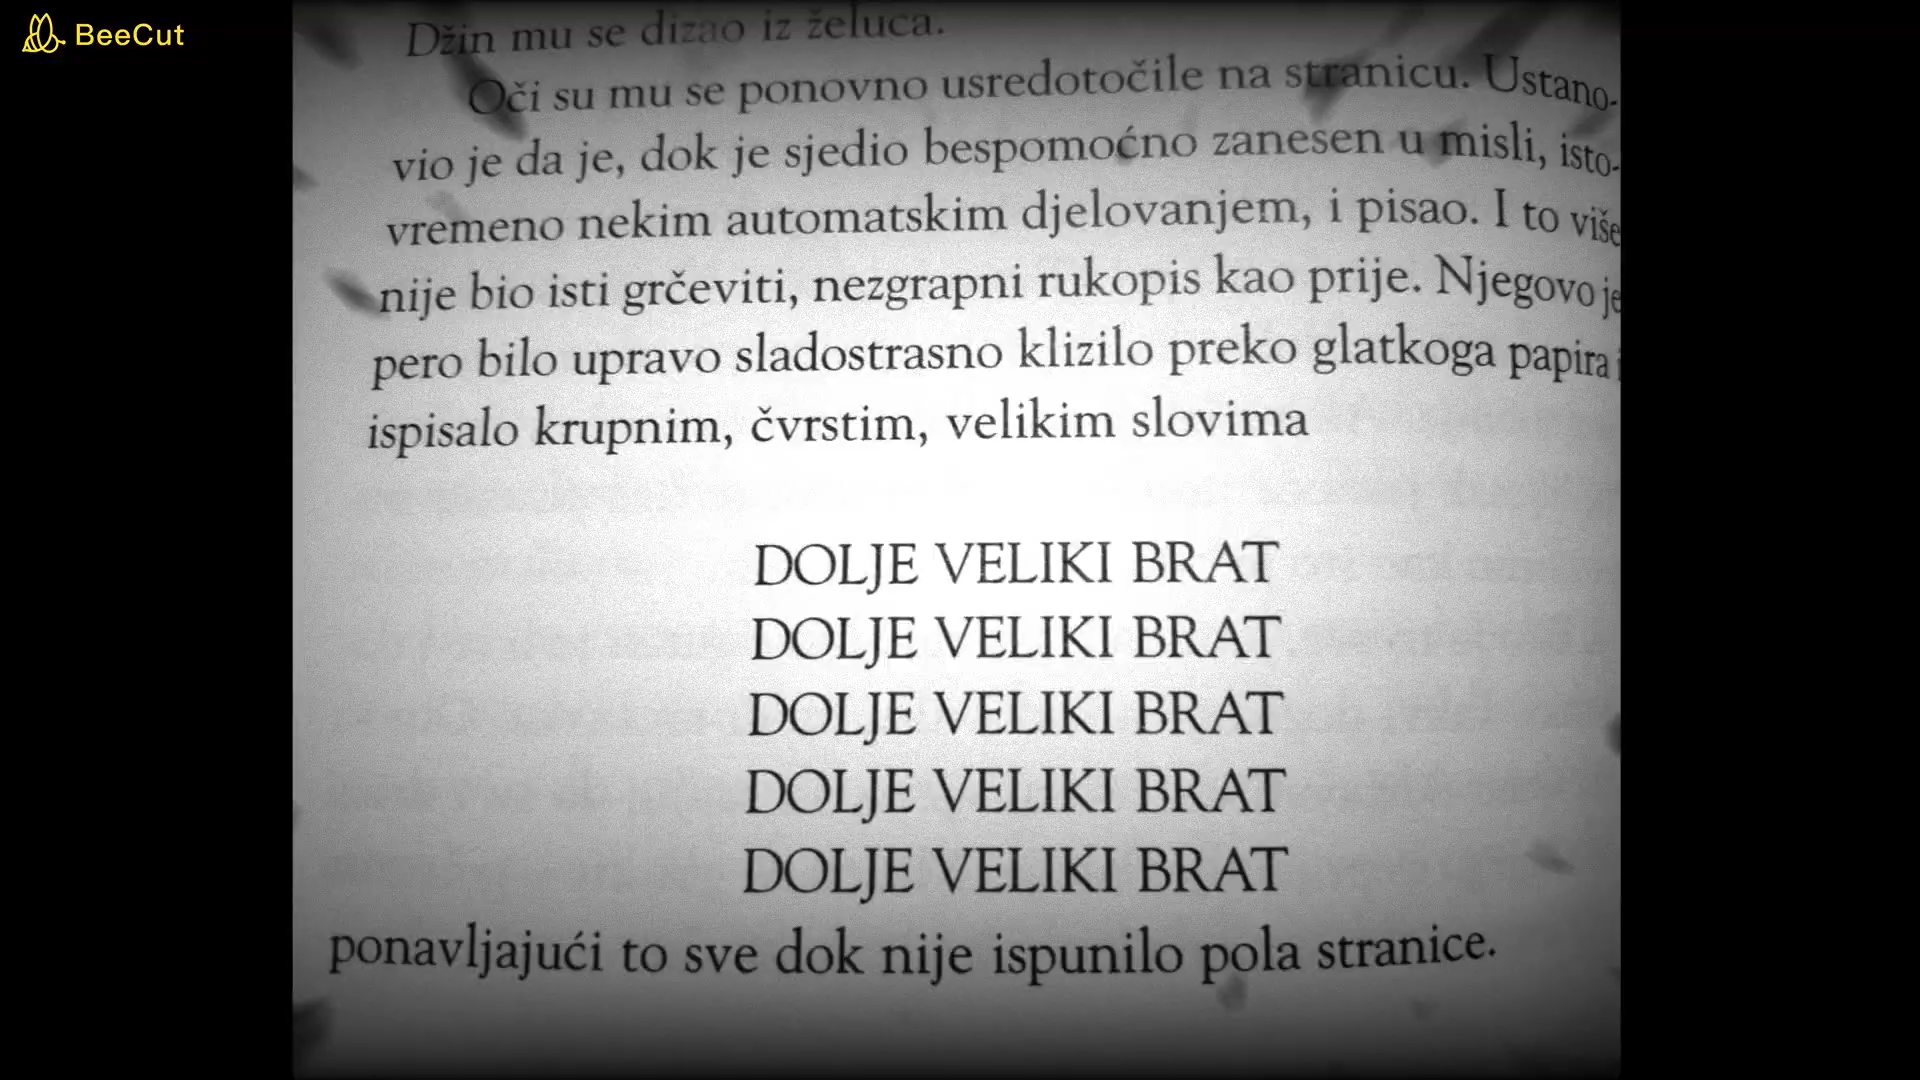 BeeCut
Džin mu se dizao iz želuca.
Oči su mu se ponovno usredotočile na stranicu. Ustano-
vio je da je, dok je sjedio bespomoćno zanesen u misli, isto-
vremeno nekim automatskim djelovanjem, i pisao. I to više
nije bio isti grčeviti, nezgrapni rukopis kao prije. Njegovo je
pero bilo upravo sladostrasno klizilo preko glatkoga papira i
ispisalo krupnim, čvrstim, velikim slovima
DOLJE VELIKI BRAT
DOLJE VELIKI BRAT
DOLJE VELIKI BRAT
DOLJE VELIKI BRAT
DOLJE VELIKI BRAT
ponavljajući to sve dok nije ispunilo pola stranice.